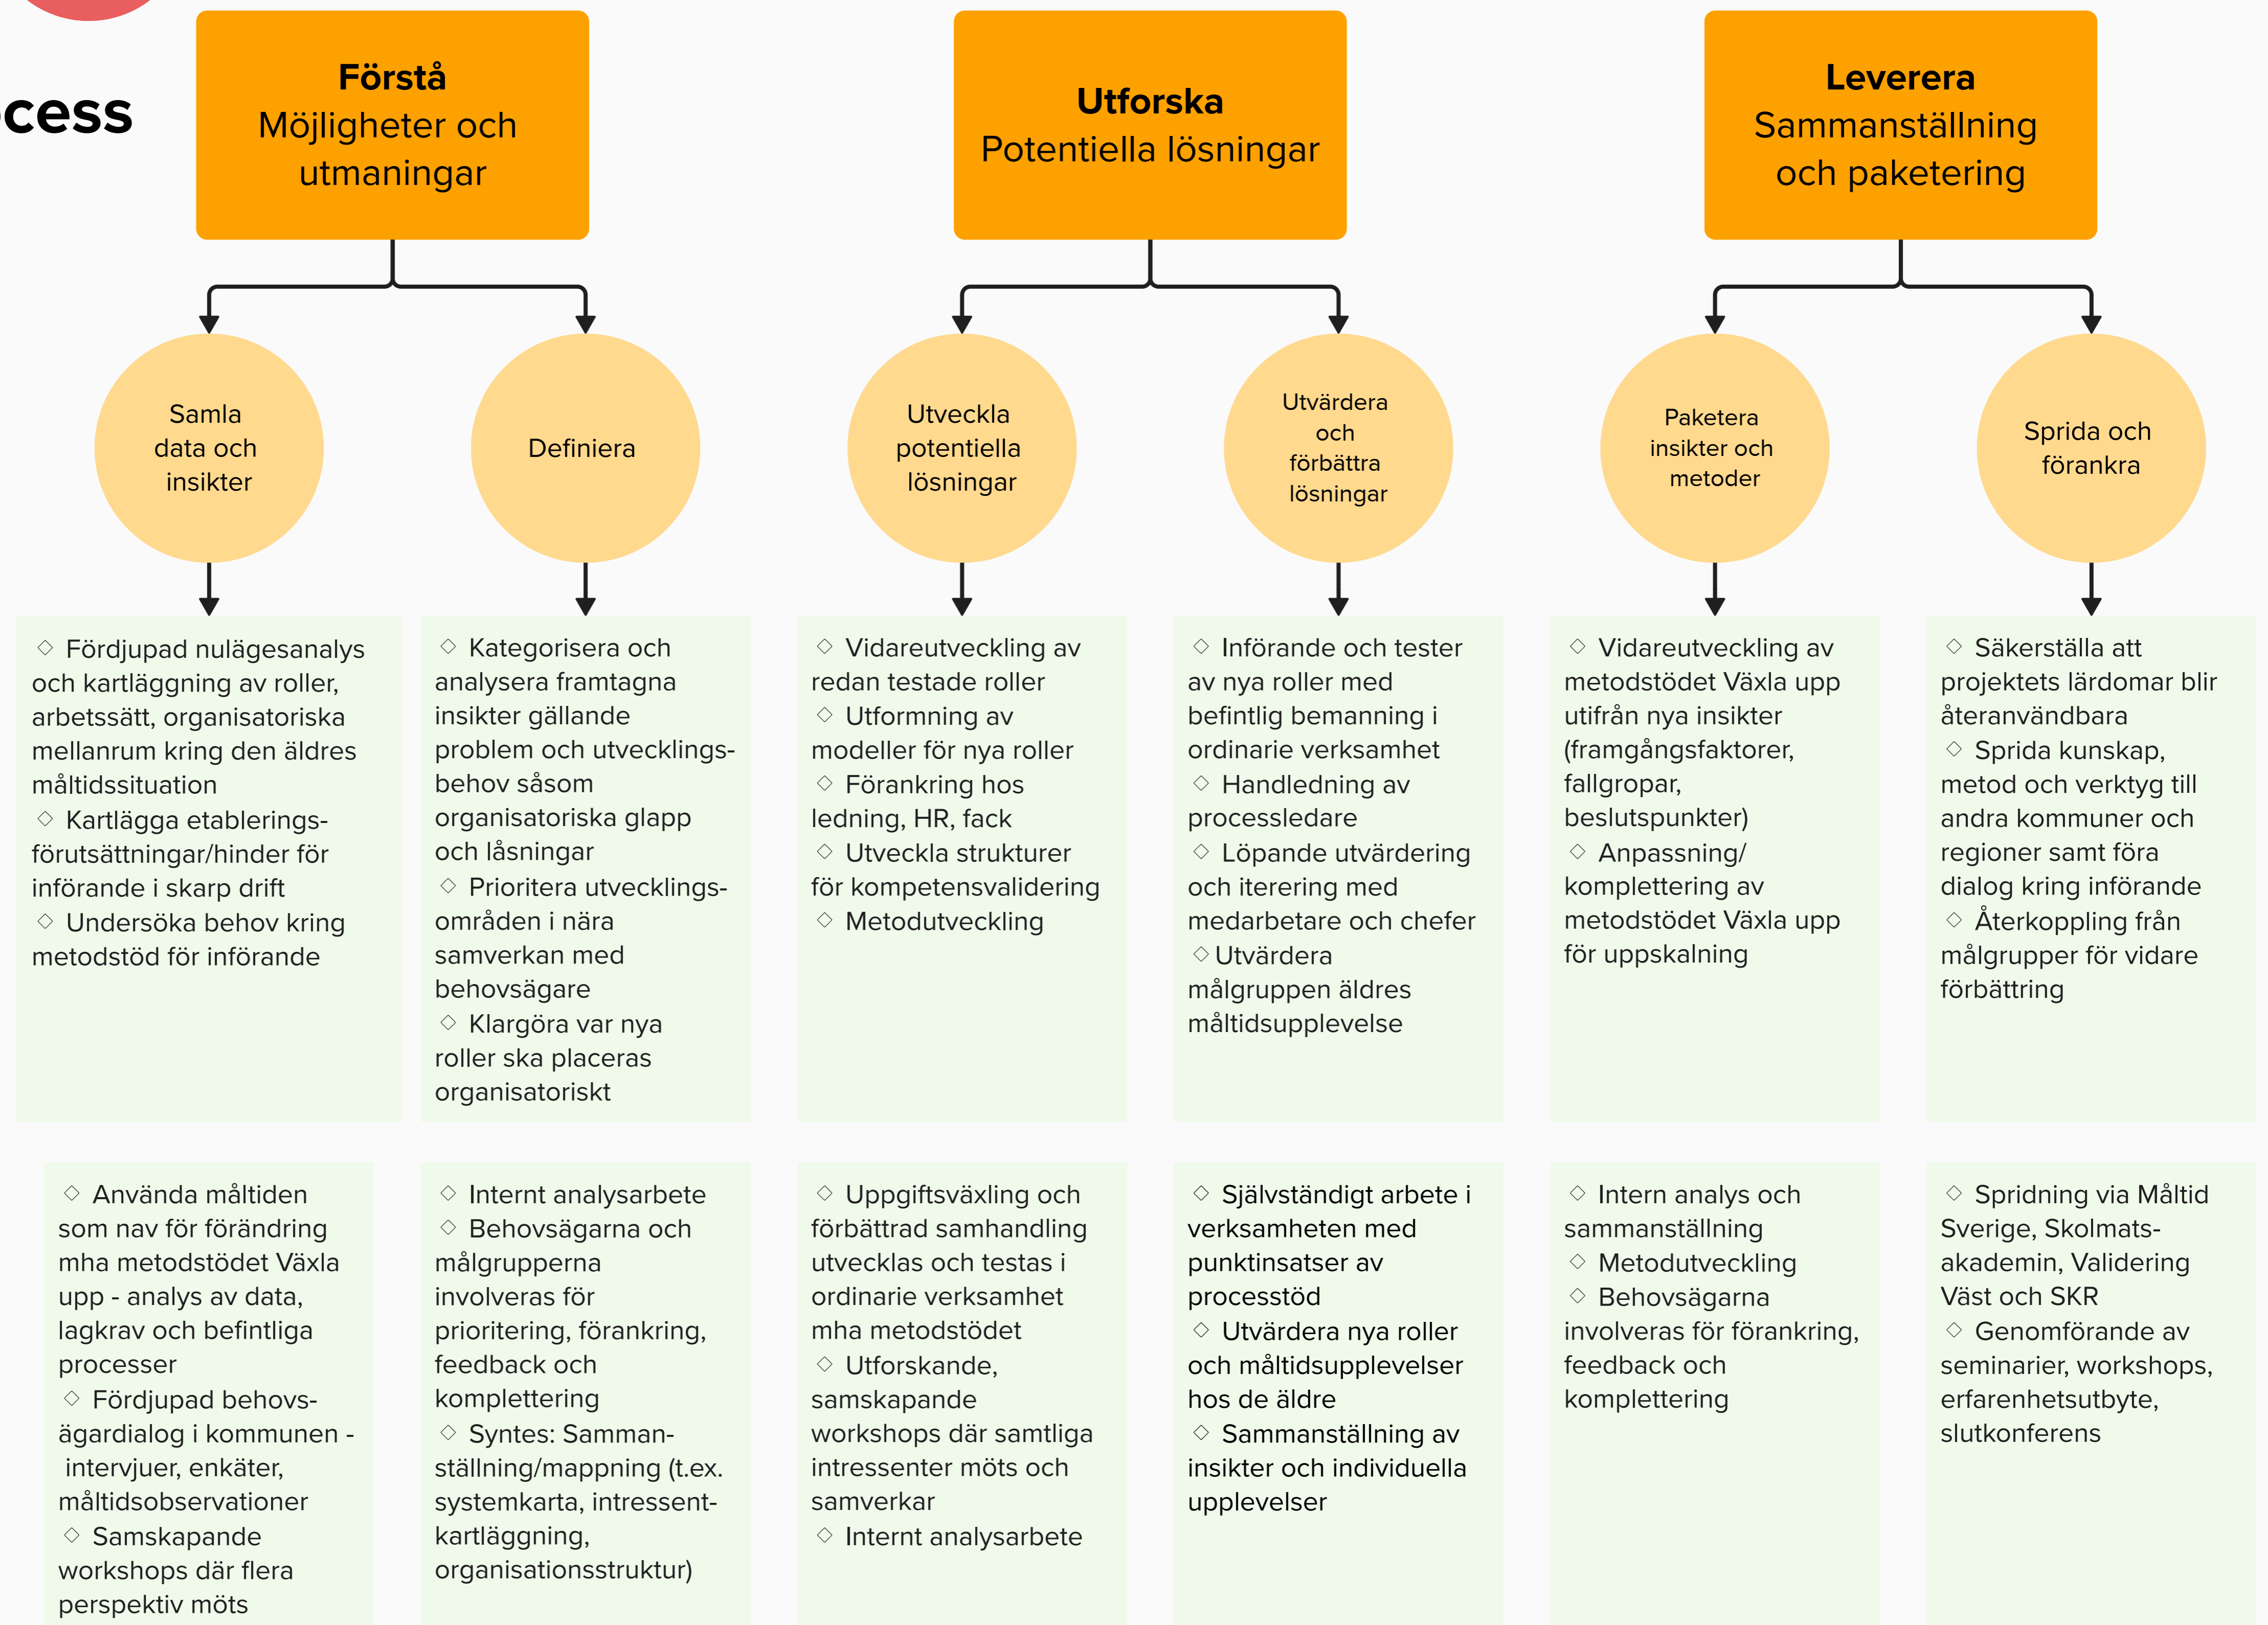 cess
Förstå
Möjligheter och
utmaningar
Utforska
Potentiella lösningar
Leverera
Sammanställning
och paketering
Samla
data och
insikter
Definiera
Utveckla
potentiella
lösningar
Utvärdera
och
förbättra
lösningar
Paketera
insikter och
metoder
Sprida och
förankra
◇ Fördjupad nulägesanalys
och kartläggning av roller,
arbetssätt, organisatoriska
mellanrum kring den äldres
måltidssituation
◇ Kartlägga etablerings-
förutsättningar/hinder för
införande i skarp drift
◇ Undersöka behov kring
metodstöd för införande
◇ Kategorisera och
analysera framtagna
insikter gällande
problem och utvecklings-
behov såsom
organisatoriska glapp
och låsningar
◇ Prioritera utvecklings-
områden i nära
samverkan med
behovsägare
◇ Klargöra var nya
roller ska placeras
organisatoriskt
◇ Vidareutveckling av
redan testade roller
◇ Utformning av
modeller för nya roller
◇ Förankring hos
ledning, HR, fack
◇ Utveckla strukturer
för kompetensvalidering
◇ Metodutveckling
◇ Införande och tester
av nya roller med
befintlig bemanning i
ordinarie verksamhet
◇ Handledning av
processledare
◇ Löpande utvärdering
och iterering med
medarbetare och chefer
◇ Utvärdera
målgruppen äldres
måltidsupplevelse
◇ Vidareutveckling av
metodstödet Växla upp
utifrån nya insikter
(framgångsfaktorer,
fallgropar,
beslutspunkter)
◇ Anpassning/
komplettering av
metodstödet Växla upp
för uppskalning
◇ Säkerställa att
projektets lärdomar blir
återanvändbara
◇ Sprida kunskap,
metod och verktyg till
andra kommuner och
regioner samt föra
dialog kring införande
◇ Återkoppling från
målgrupper för vidare
förbättring
◇ Använda måltiden
som nav för förändring
mha metodstödet Växla
upp - analys av data,
lagkrav och befintliga
processer
◇ Fördjupad behovs-
ägardialog i kommunen -
intervjuer, enkäter,
måltidsobservationer
◇ Samskapande
workshops där flera
perspektiv möts
◇ Internt analysarbete
◇ Behovsägarna och
målgrupperna
involveras för
prioritering, förankring,
feedback och
komplettering
◇ Syntes: Samman-
ställning/mappning (t.ex.
systemkarta, intressent-
kartläggning,
organisationsstruktur)
◇ Uppgiftsväxling och
förbättrad samhandling
utvecklas och testas i
ordinarie verksamhet
mha metodstödet
◇ Utforskande,
samskapande
workshops där samtliga
intressenter möts och
samverkar
◇ Internt analysarbete
◇ Självständigt arbete i
verksamheten med
punktinsatser av
processtöd
◇ Utvärdera nya roller
och måltidsupplevelser
hos de äldre
◇ Sammanställning av
insikter och individuella
upplevelser
◇ Intern analys och
sammanställning
◇ Metodutveckling
◇ Behovsägarna
involveras för förankring,
feedback och
komplettering
◇ Spridning via Måltid
Sverige, Skolmats-
akademin, Validering
Väst och SKR
◇ Genomförande av
seminarier, workshops,
erfarenhetsutbyte,
slutkonferens